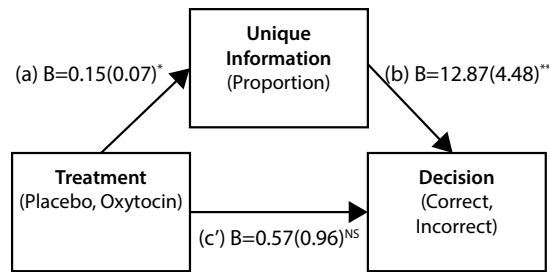 Unique
Information
(Proportion)
(a) B=0.15(0.07)*
(b) B=12.87(4.48)**
Treatment
(Placebo, Oxytocin)
Decision
(Correct,
Incorrect)
(c’) B=0.57(0.96)NS